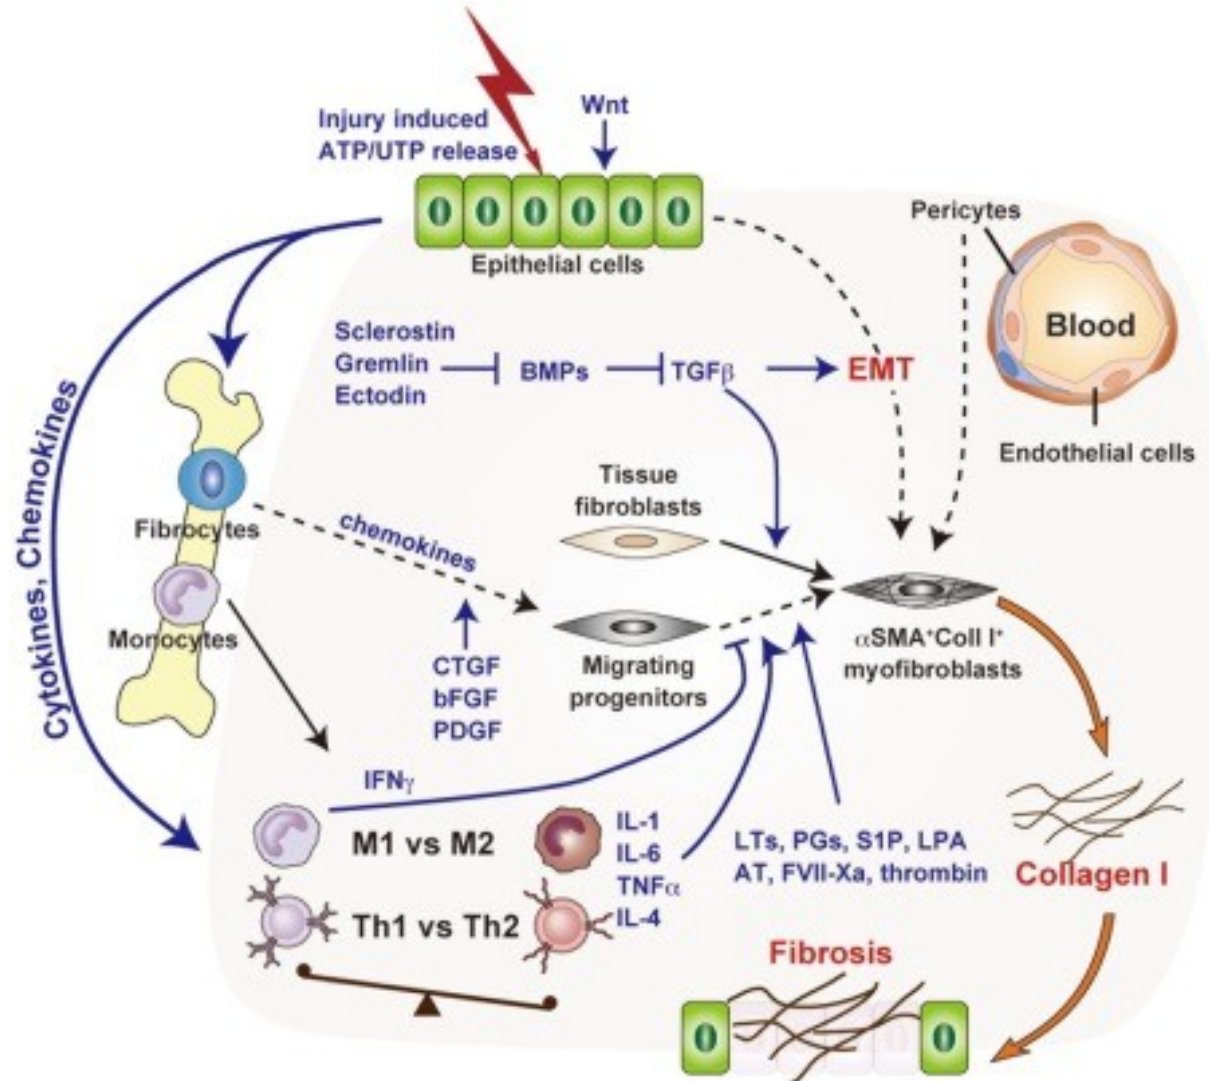 Injury induced
ATP/UTP release
Wnt
Epithelial cells
Pericytes
Blood
Endothelial cells
Sclerostin
Gremlin
Ectodin
BMPs
TGFβ
EMT
Cytokines, Chemokines
Fibrocytes
chemokines
Monocytes
Tissue
fibroblasts
Migrating
progenitors
αSMA⁺Coll I⁺
myofibroblasts
CTGF
bFGF
PDGF
IFNγ
M1 vs M2
Th1 vs Th2
IL-1
IL-6
TNFα
IL-4
LTs, PGs, S1P, LPA
AT, FVII-Xa, thrombin
Collagen I
Fibrosis